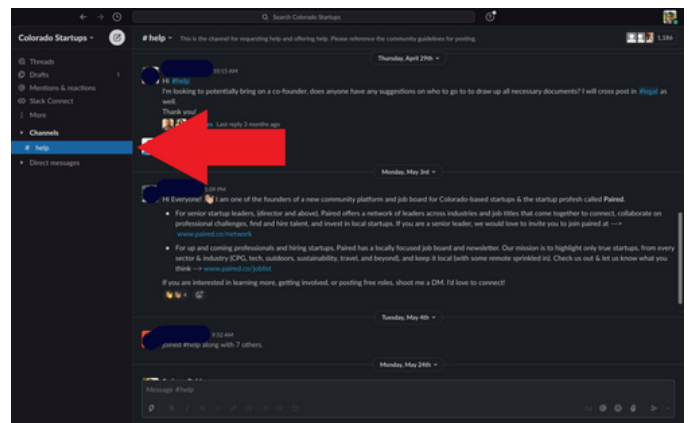 Search Colorado Startups
Colorado Startups
# help
This is the channel for requesting help and offering help. Please reference the community guidelines for posting.
1,186
Threads
Drafts 1
Mentions & reactions
Slack Connect
More
Channels
# help
Direct messages
Thursday, April 29th
10:15 AM
Hi #help
I'm looking to potentially bring on a co-founder, does anyone have any suggestions on who to go to to draw up all necessary documents? I will cross post in #legal as
well.
Thank you!
Last reply 3 months ago
Monday, May 3rd
:09 PM
Hi Everyone! I am one of the founders of a new community platform and job board for Colorado-based startups & the startup profesh called Paired.
• For senior startup leaders, (director and above), Paired offers a network of leaders across industries and job titles that come together to connect, collaborate on
professional challenges, find and hire talent, and invest in local startups. If you are a senior leader, we would love to invite you to join paired at --->
www.paired.co/network
• For up and coming professionals and hiring startups, Paired has a locally focused job board and newsletter. Our mission is to highlight only true startups, from every
sector & industry (CPG, tech, outdoors, sustainability, travel, and beyond), and keep it local (with some remote sprinkled in). Check us out & let us know what you
think --> www.paired.co/joblist
If you are interested in learning more, getting involved, or posting free roles, shoot me a DM. I'd love to connect!
4
Tuesday, May 4th
9:52 AM
joined #help along with 7 others.
Monday, May 24th
Message #help